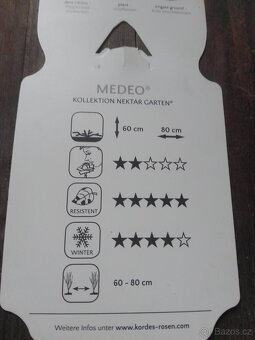 MEDEO®
KOLLEKTION NEKTAR GARTEN®
60 cm
80 cm
RESISTENT
WINTER
60 - 80 cm
Weitere Infos unter www.kordes-rosen.com
Bazoš.cz